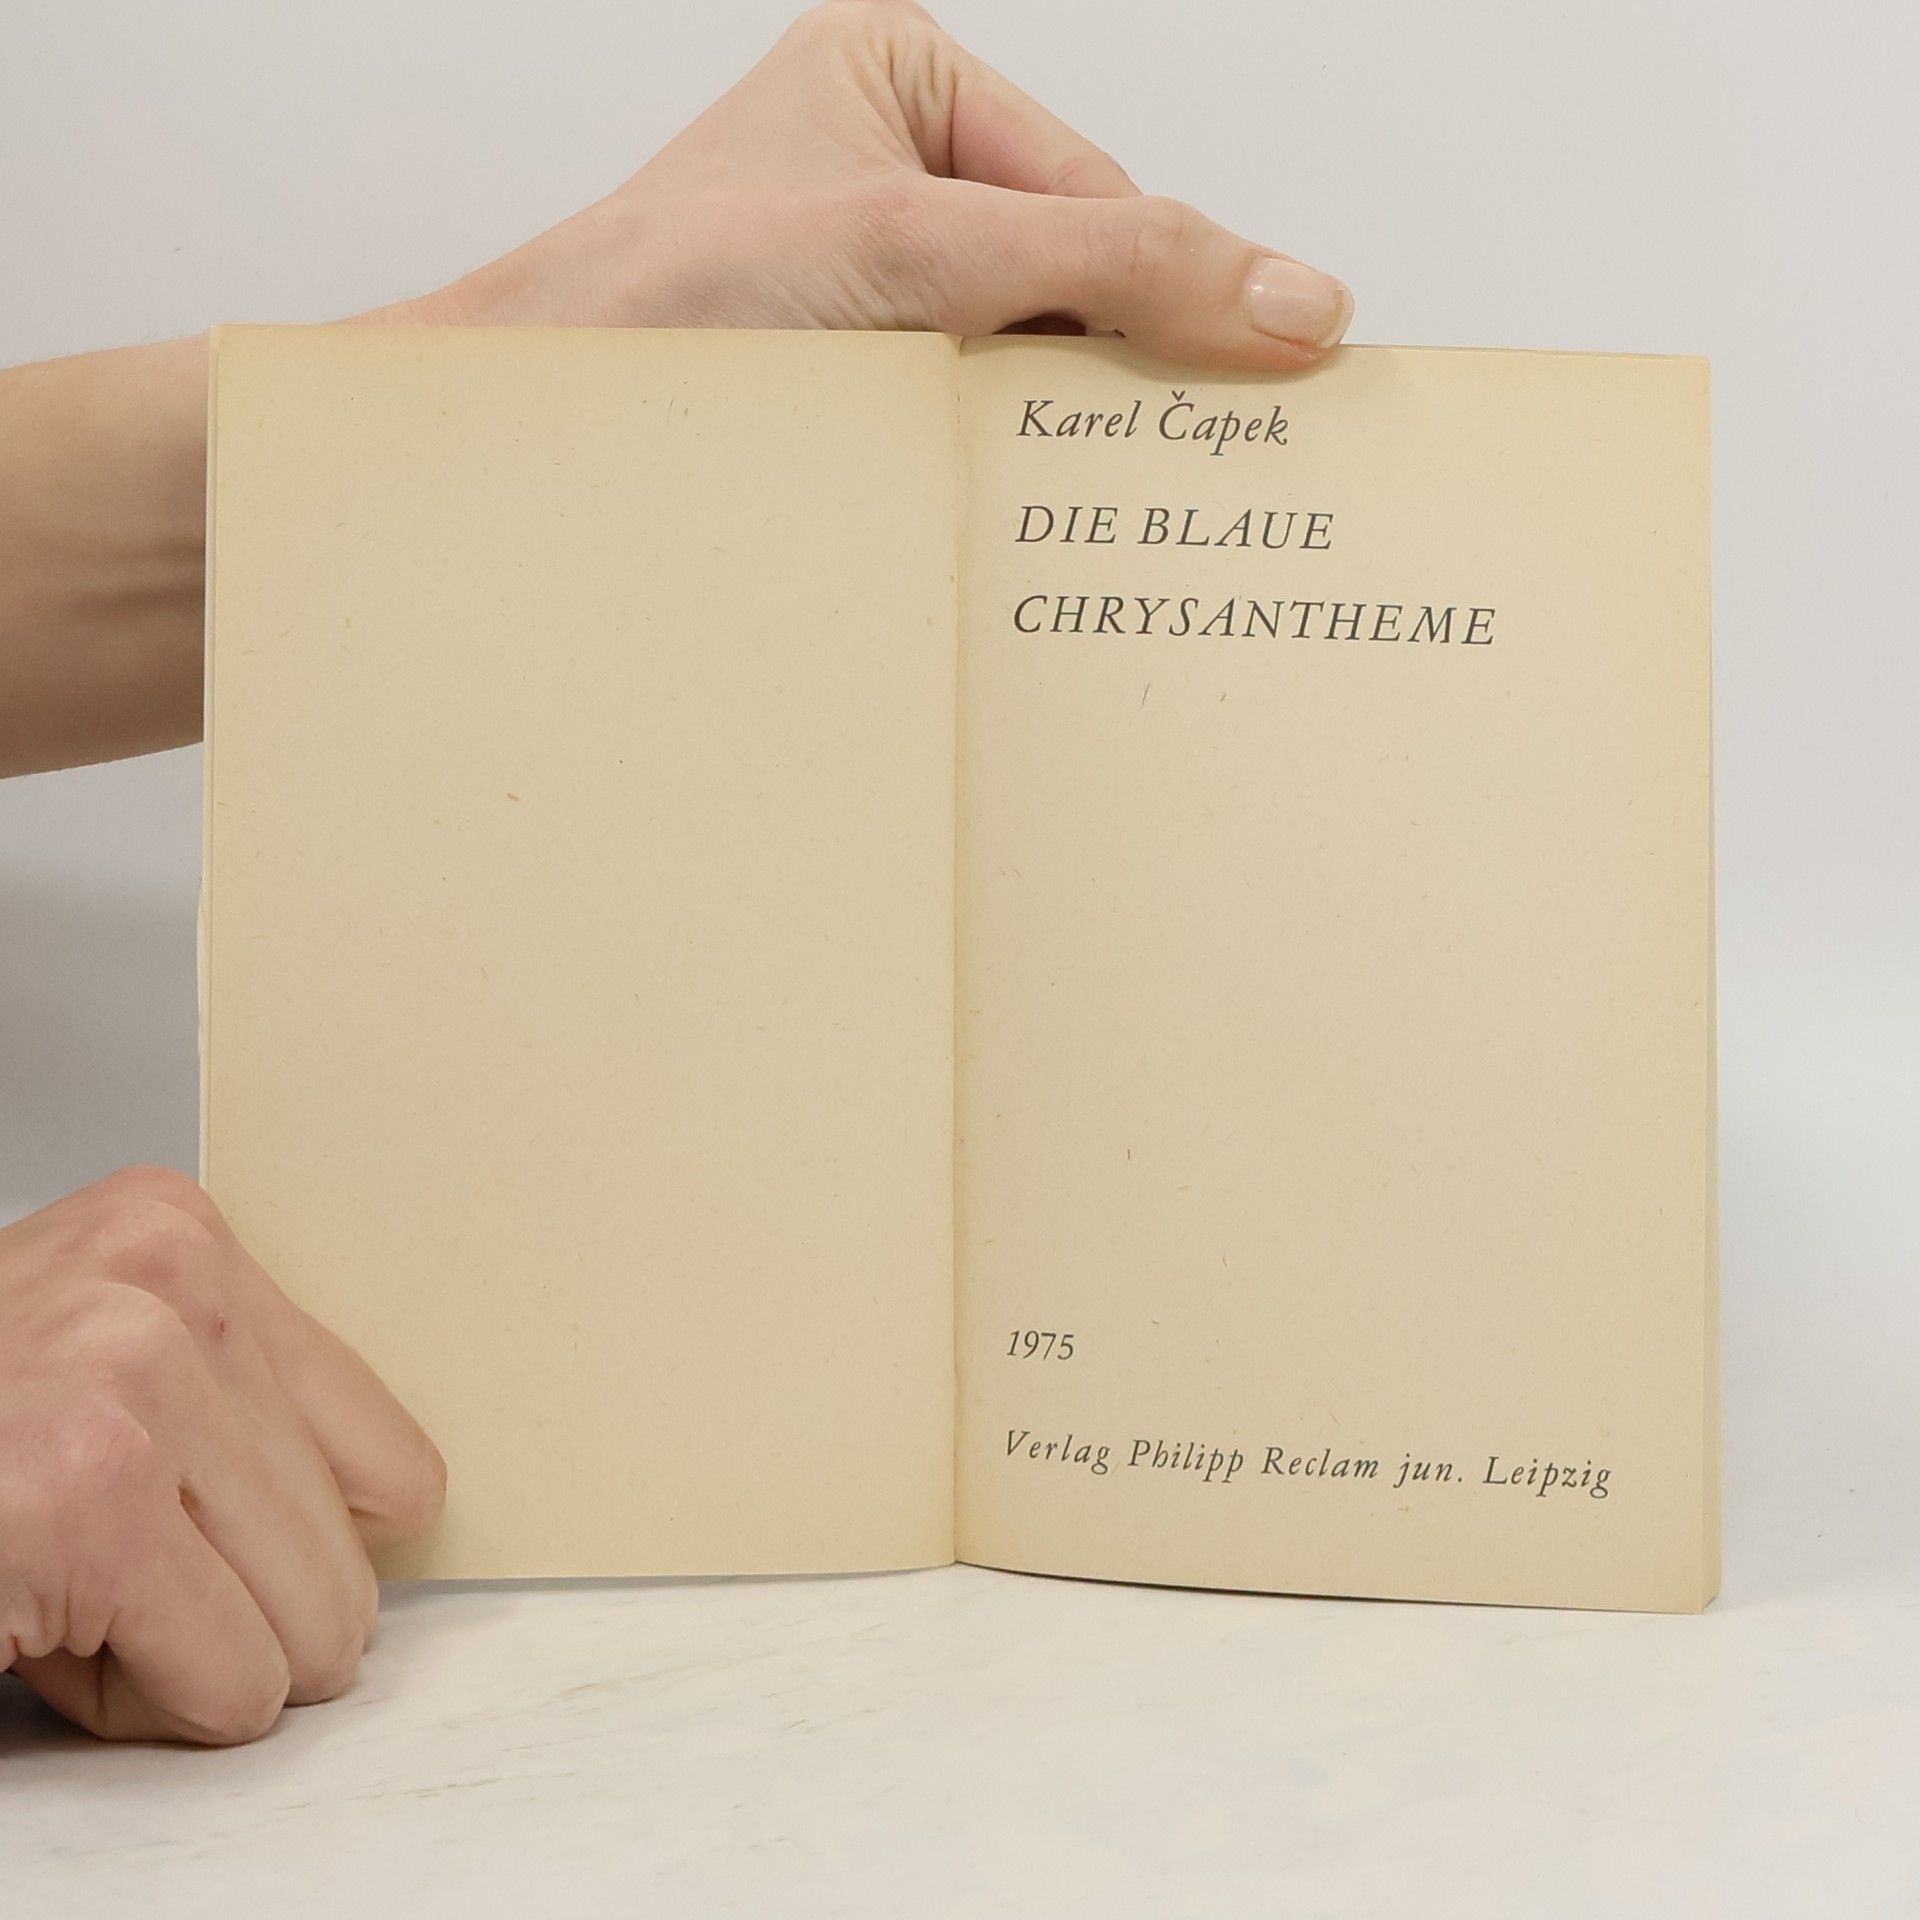 Karel Čapek
DIE BLAUE
CHRYSANTHEME
1975
Verlag Philipp Reclam jun. Leipzig